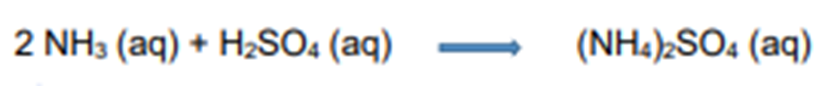 2 NH₃ (aq) + H₂SO₄ (aq) ⟶ (NH₄)₂SO₄ (aq)